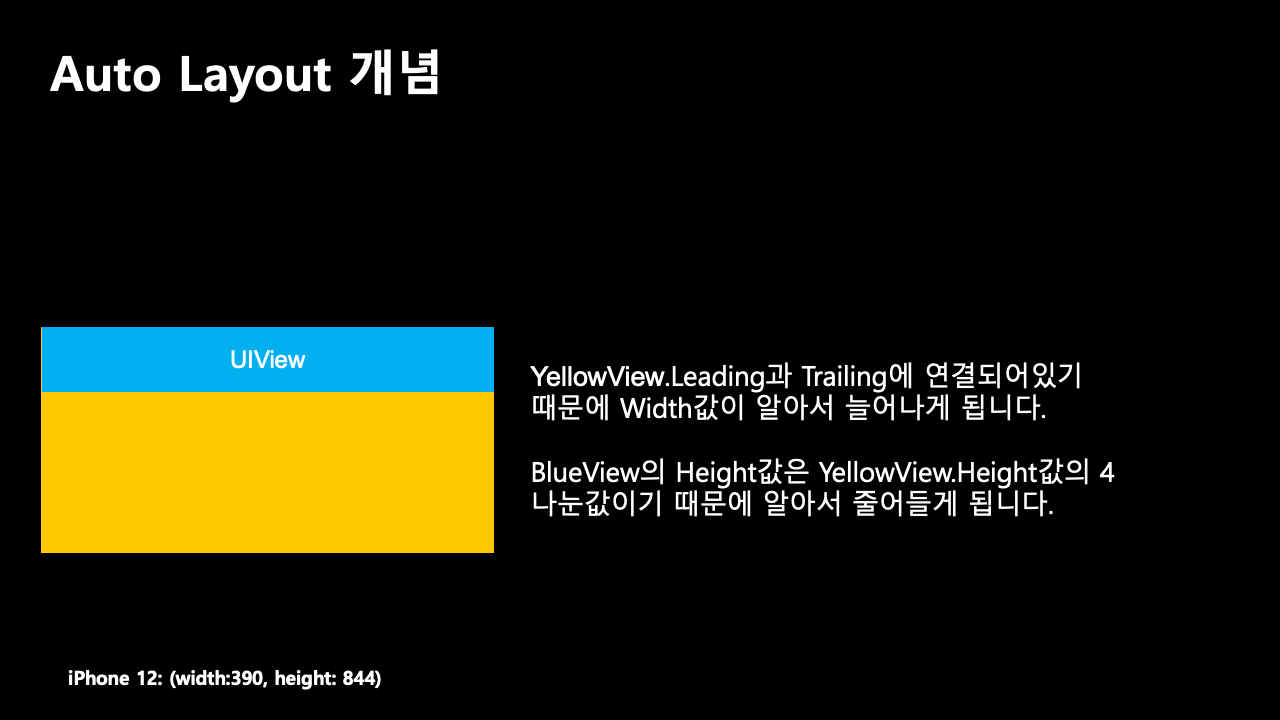 Auto Layout 개념
UIView
YellowView.Leading과 Trailing에 연결되어있기
때문에 Width값이 알아서 늘어나게 됩니다.
BlueView의 Height값은 YellowView.Height값의 4
나눈값이기 때문에 알아서 줄어들게 됩니다.
iPhone 12: (width:390, height: 844)